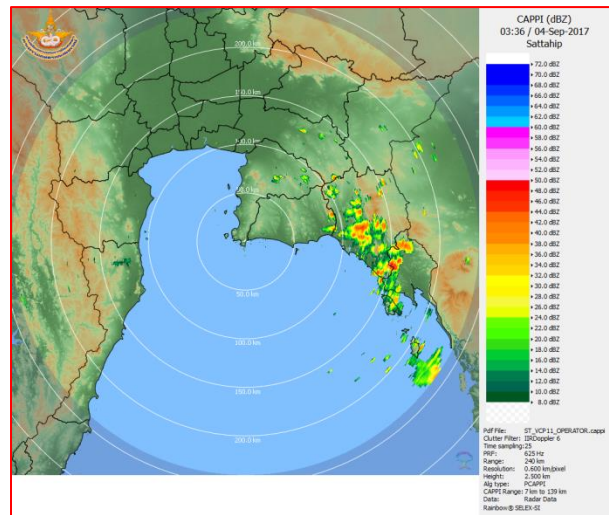 CAPPI (dBZ)
03:36 / 04-Sep-2017
Sattahip
200.0 km
150.0 km
100.0 km
50.0 km
100.0 km
150.0 km
200.0 km
72.0 dBZ
70.0 dBZ
68.0 dBZ
66.0 dBZ
64.0 dBZ
62.0 dBZ
60.0 dBZ
58.0 dBZ
56.0 dBZ
54.0 dBZ
52.0 dBZ
50.0 dBZ
48.0 dBZ
46.0 dBZ
44.0 dBZ
42.0 dBZ
40.0 dBZ
38.0 dBZ
36.0 dBZ
34.0 dBZ
32.0 dBZ
30.0 dBZ
28.0 dBZ
26.0 dBZ
24.0 dBZ
22.0 dBZ
20.0 dBZ
18.0 dBZ
16.0 dBZ
14.0 dBZ
12.0 dBZ
10.0 dBZ
8.0 dBZ
Pdf File: ST_VCP11_OPERATOR.cappi
Clutter Filter: IIRDoppler 6
Time sampling:25
PRF: 625 Hz
Range: 240 km
Resolution: 0.600 km/pixel
Height: 2.500 km
Alg type: PCAPPI
CAPPI Range: 7 km to 139 km
Data: Radar Data
Rainbow® SELEX-SI